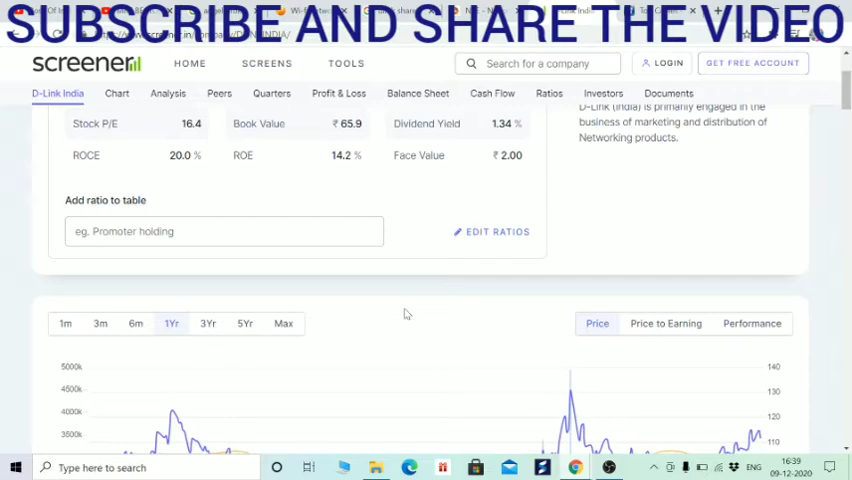 SUBSCRIBE AND SHARE THE VIDEO
screener
HOME
SCREENS
TOOLS
Search for a company
LOGIN
GET FREE ACCOUNT
D-Link India
Chart
Analysis
Peers
Quarters
Profit & Loss
Balance Sheet
Cash Flow
Ratios
Investors
Documents
Stock P/E 16.4
Book Value ₹ 65.9
Dividend Yield 1.34 %
ROCE 20.0 %
ROE 14.2 %
Face Value ₹ 2.00
D-Link (India) is primarily engaged in the
business of marketing and distribution of
Networking products.
Add ratio to table
eg. Promoter holding
EDIT RATIOS
1m 3m 6m 1Yr 3Yr 5Yr Max
Price Price to Earning Performance
5000k
4500k
4000k
3500k
140
130
120
110
Type here to search
ENG
16:39
09-12-2020